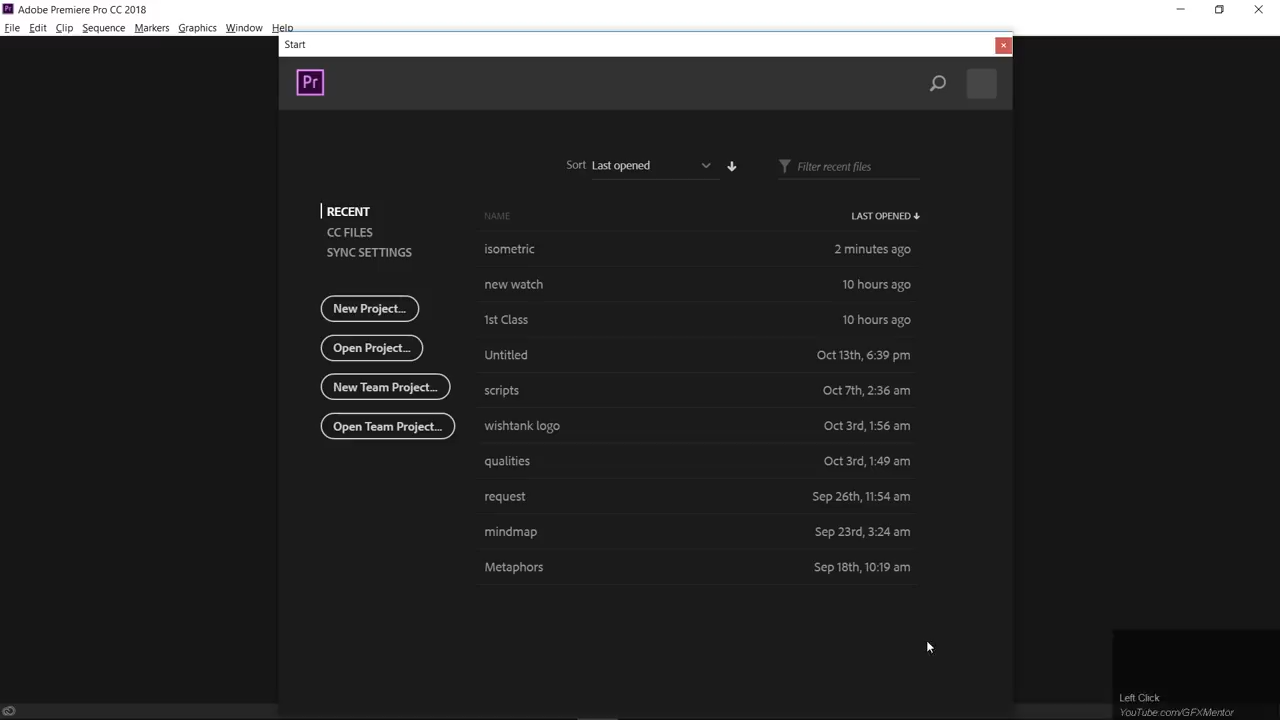 Pr Adobe Premiere Pro CC 2018
File Edit Clip Sequence Markers Graphics Window Help
Start
Pr
Sort Last opened Filter recent files
RECENT
CC FILES
SYNC SETTINGS
New Project...
Open Project...
New Team Project...
Open Team Project...
NAME LAST OPENED
isometric 2 minutes ago
new watch 10 hours ago
1st Class 10 hours ago
Untitled Oct 13th, 6:39 pm
scripts Oct 7th, 2:36 am
wishtank logo Oct 3rd, 1:56 am
qualities Oct 3rd, 1:49 am
request Sep 26th, 11:54 am
mindmap Sep 23rd, 3:24 am
Metaphors Sep 18th, 10:19 am
Left Click
YouTube.com/GFXMentor